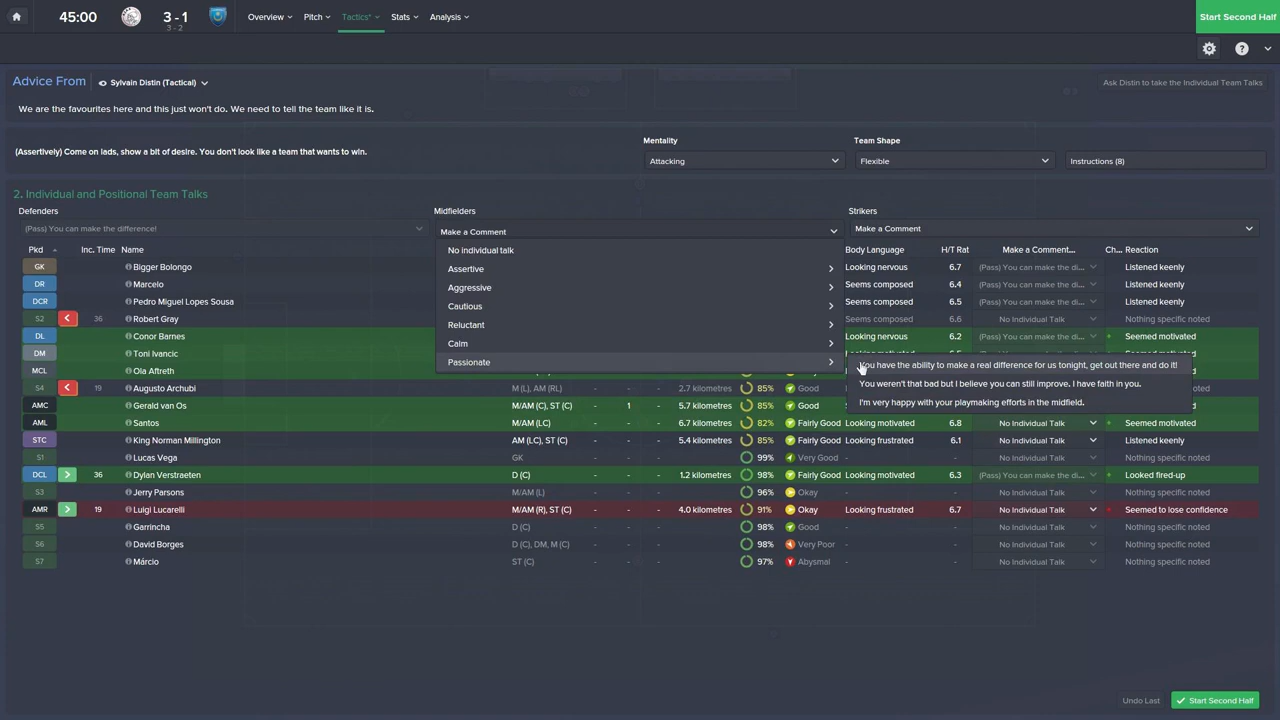 45:00
3 - 1
3 - 2
Overview
Pitch
Tactics*
Stats
Analysis
Start Second Half
?
Advice From
Sylvain Distin (Tactical)
Ask Distin to take the Individual Team Talks
We are the favourites here and this just won't do. We need to tell the team like it is.
Mentality
Team Shape
(Assertively) Come on lads, show a bit of desire. You don't look like a team that wants to win.
Attacking
Flexible
Instructions (8)
2. Individual and Positional Team Talks
Defenders
Midfielders
Strikers
(Pass) You can make the difference!
Make a Comment
Make a Comment
No individual talk
Assertive
Aggressive
Cautious
Reluctant
Calm
Passionate
You have the ability to make a real difference for us tonight, get out there and do it!
You weren't that bad but I believe you can still improve. I have faith in you.
I'm very happy with your playmaking efforts in the midfield.
Pkd Inc. Time Name Body Language H/T Rat Make a Comment... Ch... Reaction
GK Bigger Bolongo Looking nervous 6.7 (Pass) You can make the di... Listened keenly
DR Marcelo Seems composed 6.4 (Pass) You can make the di... Listened keenly
DCR Pedro Miguel Lopes Sousa Seems composed 6.5 (Pass) You can make the di... Listened keenly
S2 36 Robert Gray Seems composed 6.6 No Individual Talk Nothing specific noted
DL Conor Barnes Looking nervous 6.2 (Pass) You can make the di... Seemed motivated
DM Toni Ivancic
MCL Ola Aftreth
S4 19 Augusto Archubi M (L), AM (RL) - - - 2.7 kilometres 85% Good
AMC Gerald van Os M/AM (C), ST (C) - 1 - 5.7 kilometres 85% Good
AML Santos M/AM (L) - - - 6.7 kilometres 82% Fairly Good Looking motivated 6.8 No Individual Talk Seemed motivated
STC King Norman Millington AM (L), ST (C) - - - 5.4 kilometres 85% Good Looking frustrated 6.1 No Individual Talk Listened keenly
S1 Lucas Vega GK - - - - 99% Very Good - - No Individual Talk Nothing specific noted
DCL 36 Dylan Verstraeten D (C) - - - 1.2 kilometres 98% Fairly Good Looking motivated 6.3 (Pass) You can make the di... Looked fired-up
S3 Jerry Parsons M/AM (L) - - - - 96% Okay - - No Individual Talk Nothing specific noted
AMR 19 Luigi Lucarelli M/AM (R), ST (C) - - - 4.0 kilometres 91% Okay Looking frustrated 6.7 No Individual Talk Seemed to lose confidence
S5 Garrincha D (C) - - - - 98% Good - - No Individual Talk Nothing specific noted
S6 David Borges D (C), DM, M (C) - - - - 98% Very Poor - - No Individual Talk Nothing specific noted
S7 Márcio ST (C) - - - - 97% Abysmal - - No Individual Talk Nothing specific noted
Undo Last
Start Second Half